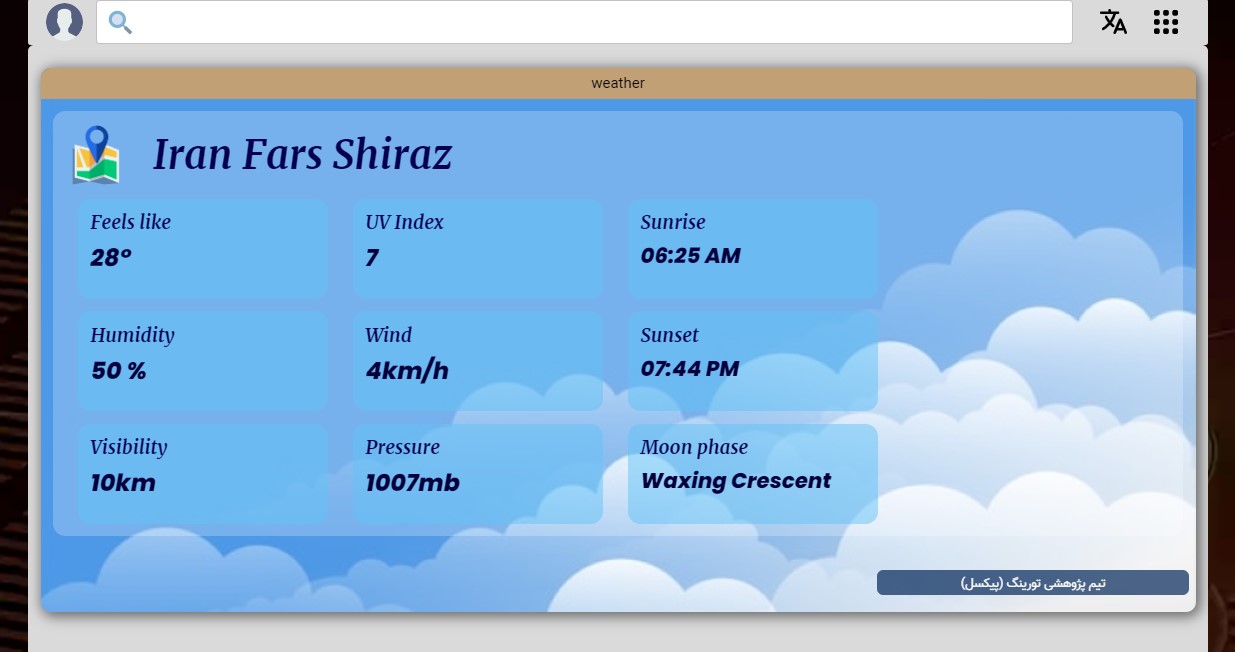 weather
Iran Fars Shiraz
Feels like
28°
UV Index
7
Sunrise
06:25 AM
Humidity
50 %
Wind
4km/h
Sunset
07:44 PM
Visibility
10km
Pressure
1007mb
Moon phase
Waxing Crescent
تیم پژوهشی تورینگ (پیکسل)